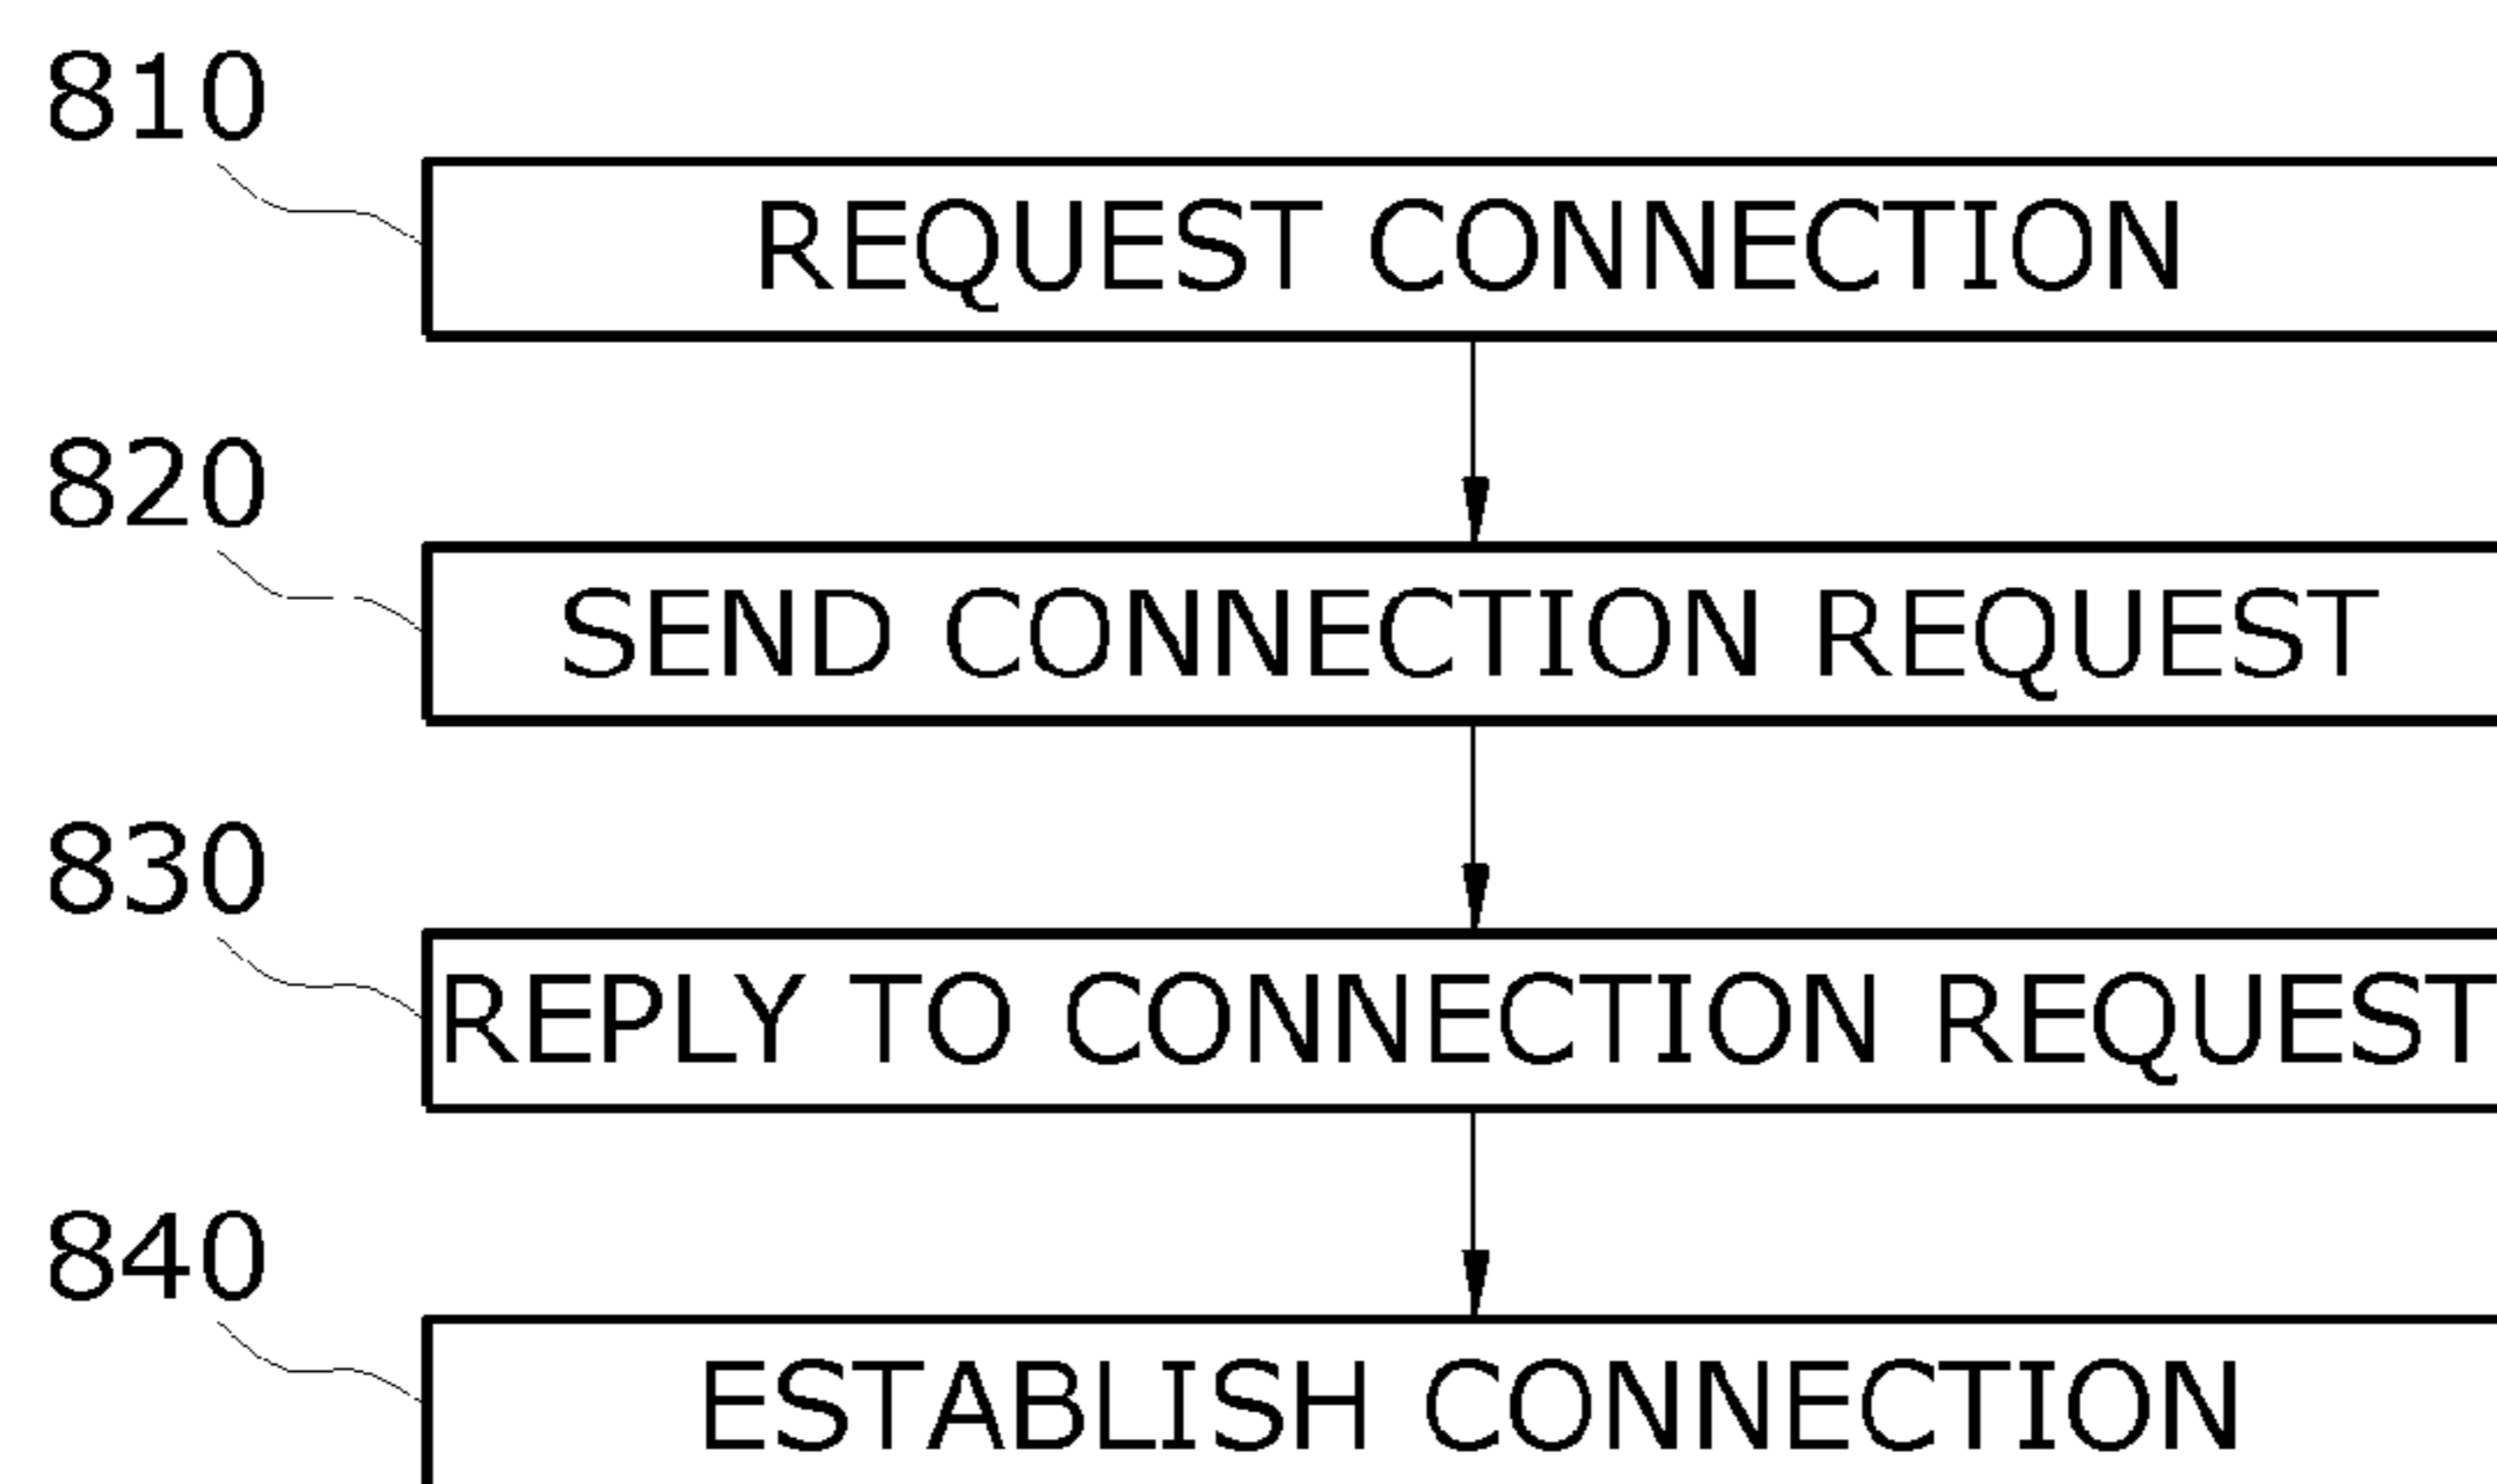 810
REQUEST CONNECTION
820
SEND CONNECTION REQUEST
830
REPLY TO CONNECTION REQUEST
840
ESTABLISH CONNECTION